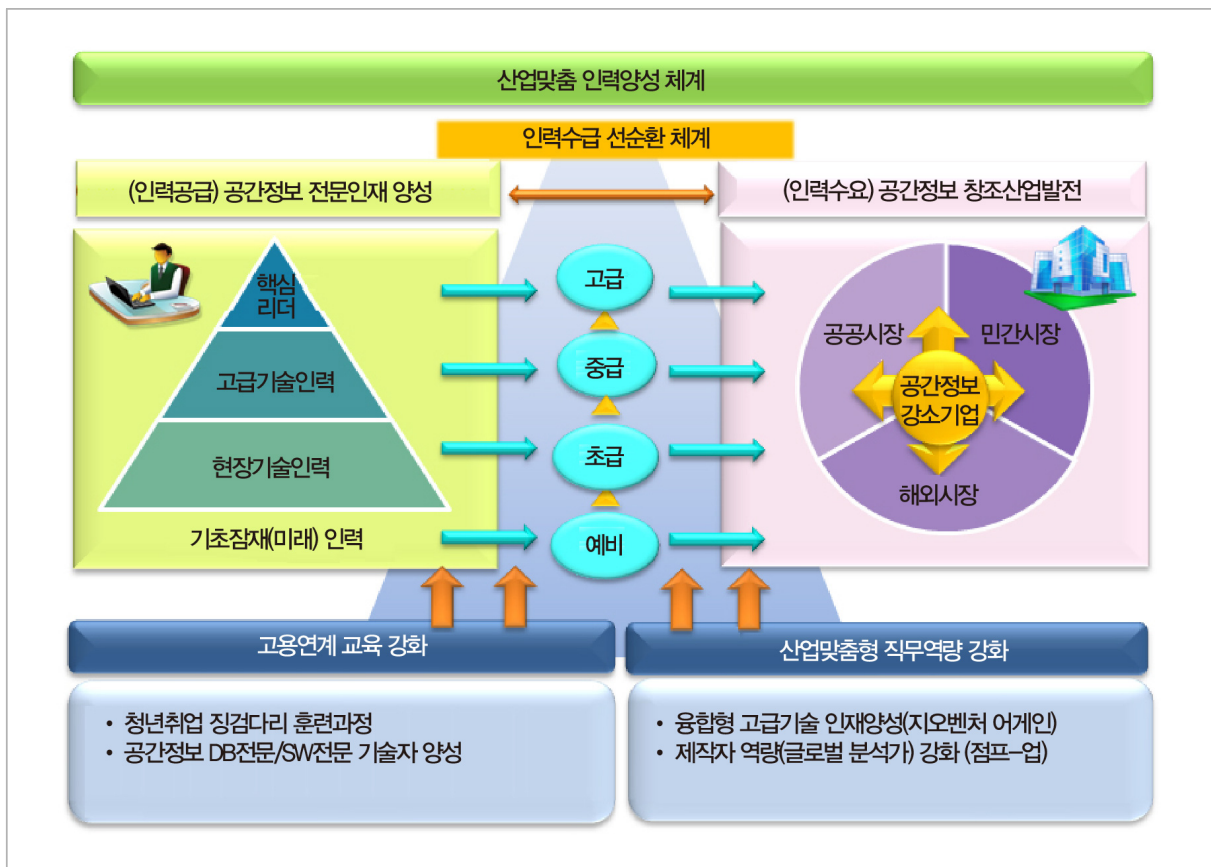 산업맞춤 인력양성 체계
인력수급 선순환 체계
(인력공급) 공간정보 전문인재 양성
(인력수요) 공간정보 창조산업발전
핵심
리더
고급기술인력
현장기술인력
기초잠재(미래) 인력
고급
중급
초급
예비
공공시장
민간시장
공간정보
강소기업
해외시장
고용연계 교육 강화
• 청년취업 징검다리 훈련과정
• 공간정보 DB전문/SW전문 기술자 양성
산업맞춤형 직무역량 강화
• 융합형 고급기술 인재양성(지오벤처 어게인)
• 제작자 역량(글로벌 분석가) 강화 (점프-업)